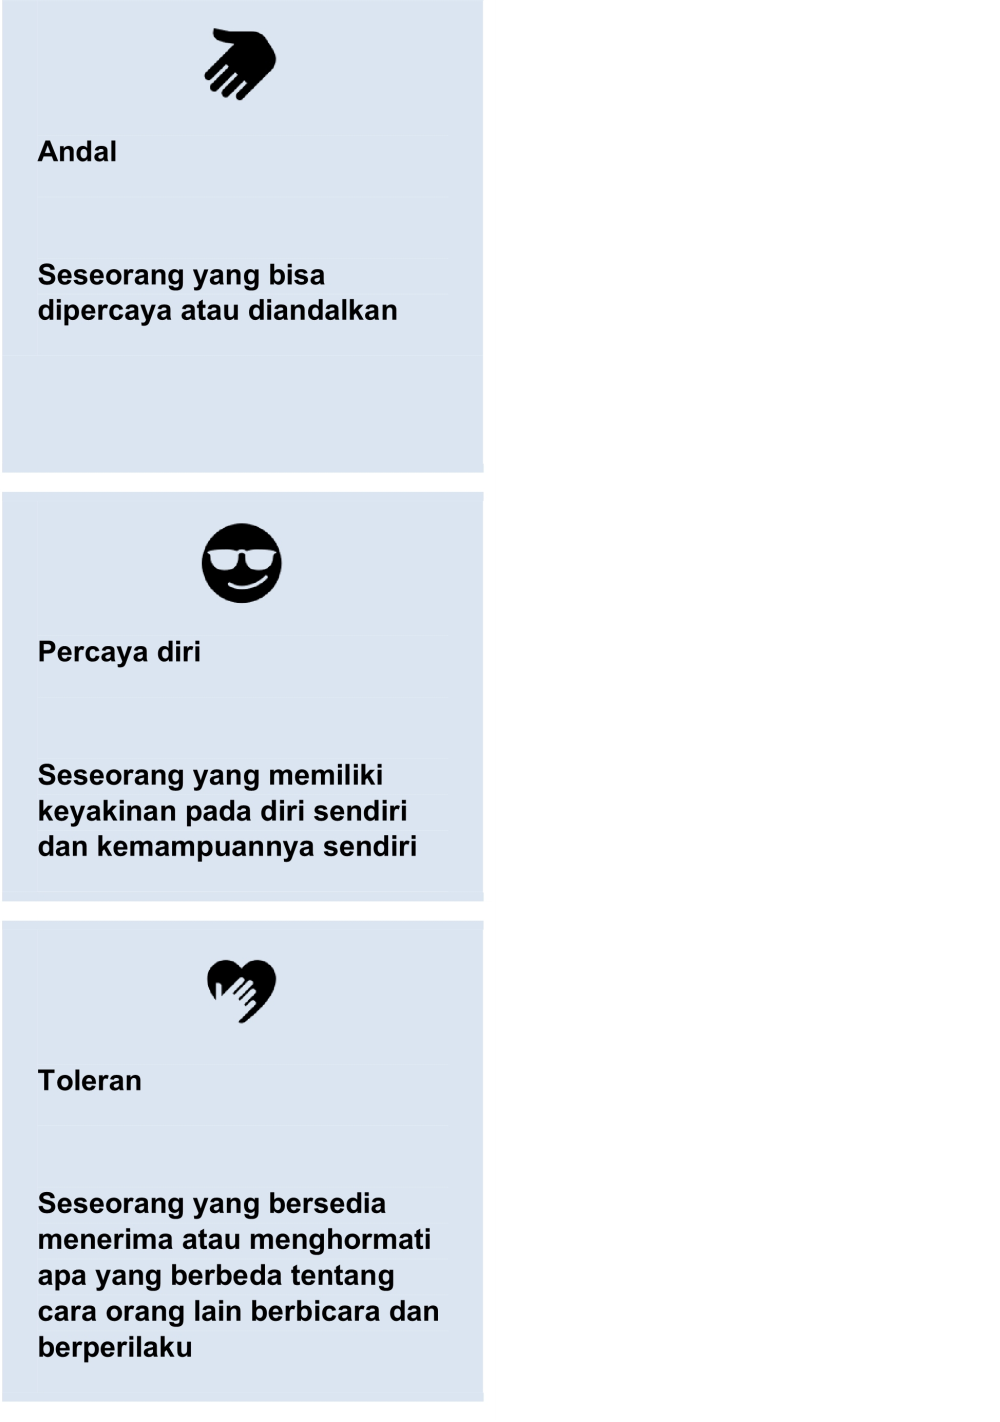 Andal
Seseorang yang bisa
dipercaya atau diandalkan
Percaya diri
Seseorang yang memiliki
keyakinan pada diri sendiri
dan kemampuannya sendiri
Toleran
Seseorang yang bersedia
menerima atau menghormati
apa yang berbeda tentang
cara orang lain berbicara dan
berperilaku